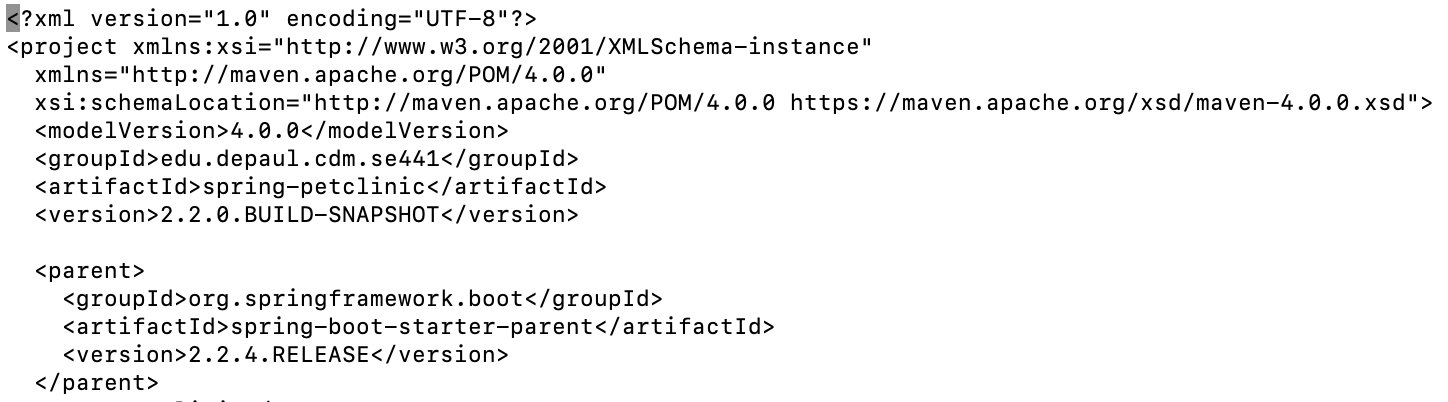 <?xml version="1.0" encoding="UTF-8"?>
<project xmlns:xsi="http://www.w3.org/2001/XMLSchema-instance"
  xmlns="http://maven.apache.org/POM/4.0.0"
  xsi:schemaLocation="http://maven.apache.org/POM/4.0.0 https://maven.apache.org/xsd/maven-4.0.0.xsd">
  <modelVersion>4.0.0</modelVersion>
  <groupId>edu.depaul.cdm.se441</groupId>
  <artifactId>spring-petclinic</artifactId>
  <version>2.2.0.BUILD-SNAPSHOT</version>

  <parent>
    <groupId>org.springframework.boot</groupId>
    <artifactId>spring-boot-starter-parent</artifactId>
    <version>2.2.4.RELEASE</version>
  </parent>